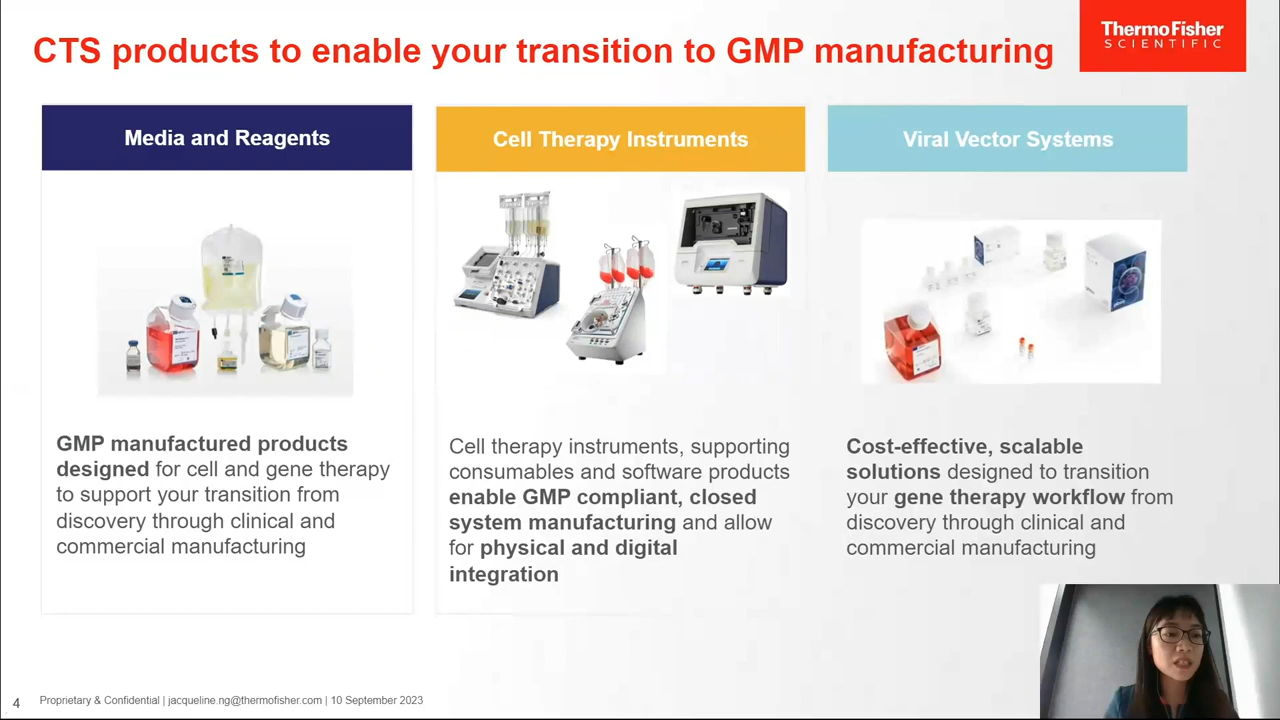 CTS products to enable your transition to GMP manufacturing
ThermoFisher
SCIENTIFIC
Media and Reagents
GMP manufactured products
designed for cell and gene therapy
to support your transition from
discovery through clinical and
commercial manufacturing
Cell Therapy Instruments
Cell therapy instruments, supporting
consumables and software products
enable GMP compliant, closed
system manufacturing and allow
for physical and digital
integration
Viral Vector Systems
Cost-effective, scalable
solutions designed to transition
your gene therapy workflow from
discovery through clinical and
commercial manufacturing
4
Proprietary & Confidential | jacqueline.ng@thermofisher.com | 10 September 2023